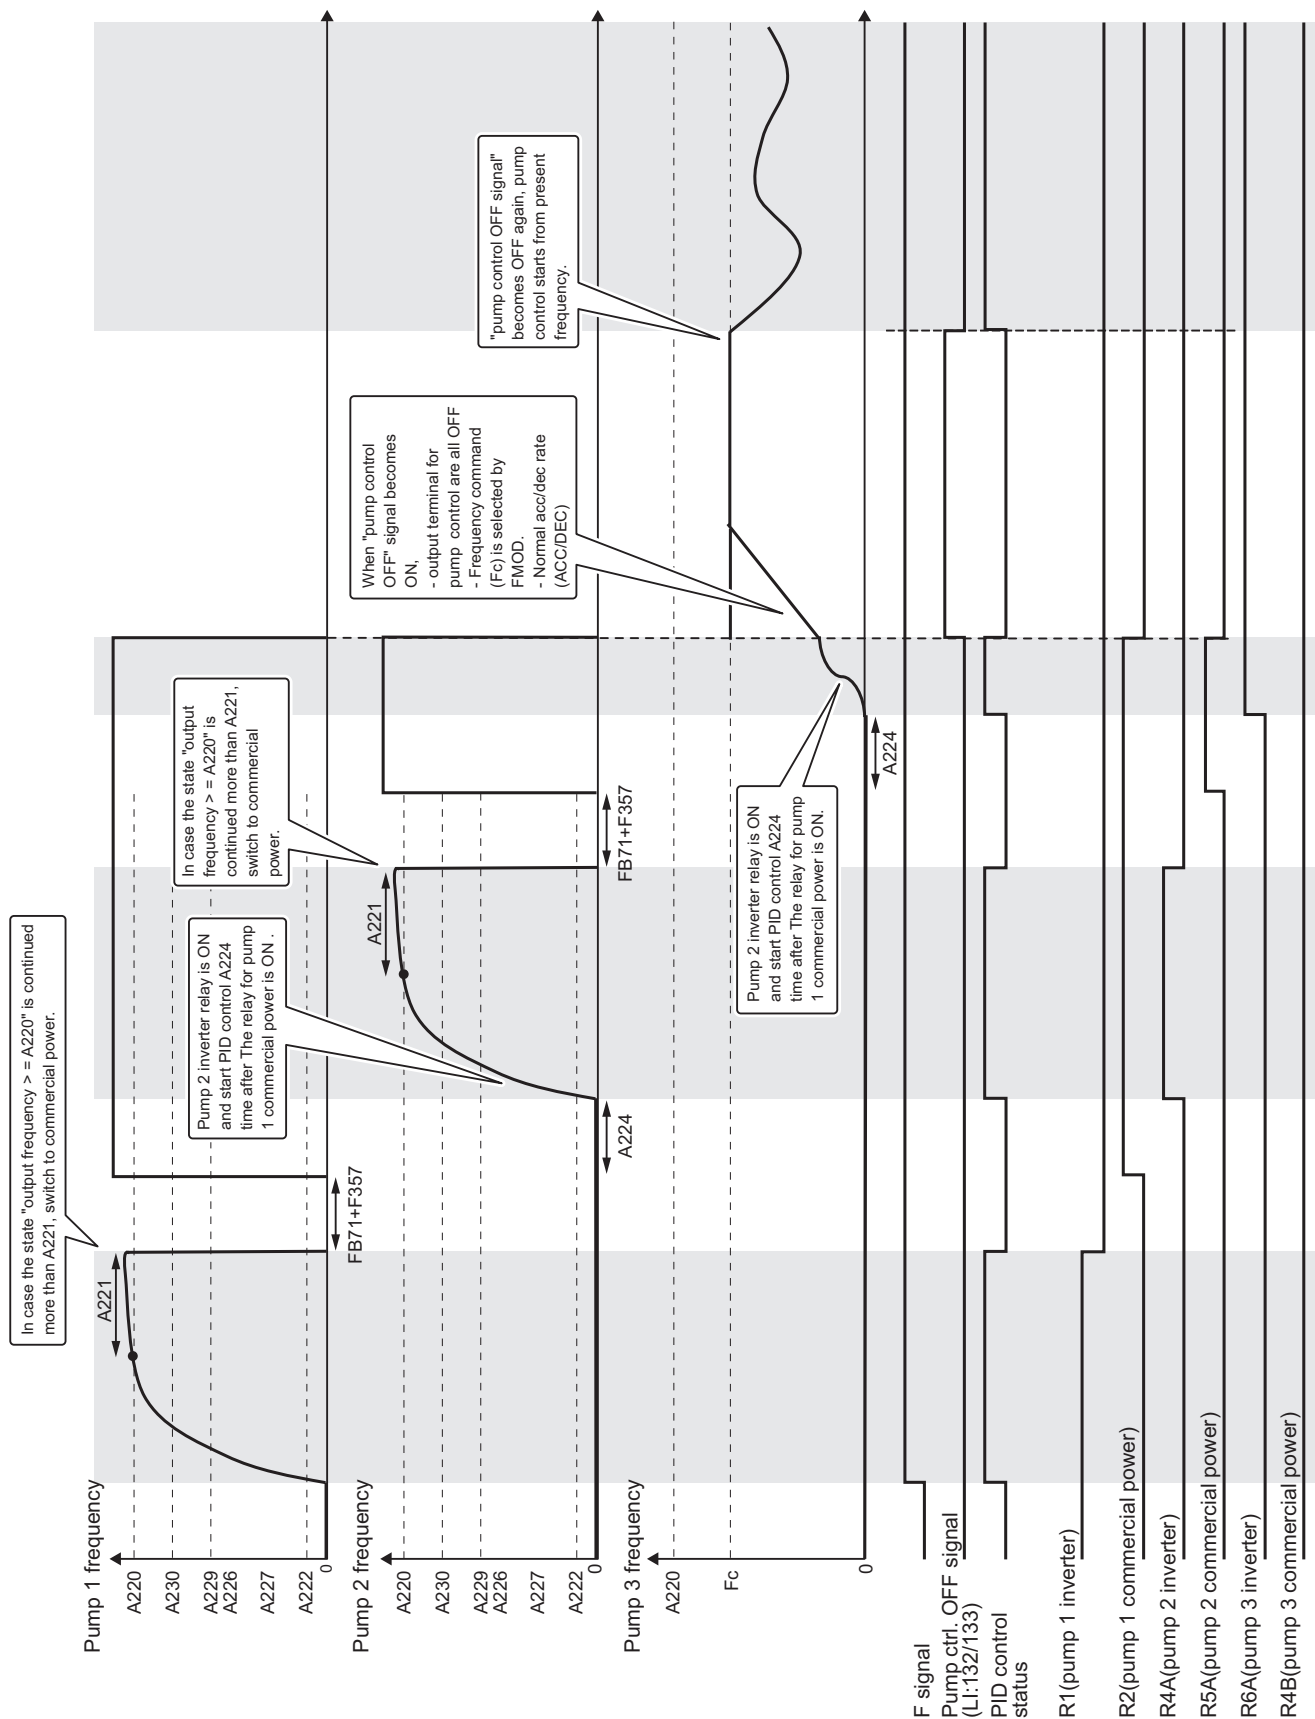 In case the state "output frequency > = A220" is continued
more than A221, switch to commercial power.
Pump 1 frequency
A220
A230
A229
A226
A227
A222
0
A221
FB71+F357
In case the state "output
frequency > = A220" is
continued more than A221,
switch to commercial
power.
Pump 2 inverter relay is ON
and start PID control A224
time after The relay for pump
1 commercial power is ON .
Pump 2 frequency
A220
A230
A229
A226
A227
A222
0
A224
A221
FB71+F357
When "pump control
OFF" signal becomes
ON,
- output terminal for
pump control are all OFF
- Frequency command
(Fc) is selected by
FMOD.
- Normal acc/dec rate
(ACC/DEC)
"pump control OFF signal"
becomes OFF again, pump
control starts from present
frequency.
Pump 3 frequency
A220
Fc
0
Pump 2 inverter relay is ON
and start PID control A224
time after The relay for pump
1 commercial power is ON.
A224
F signal
Pump ctrl. OFF signal
(LI:132/133)
PID control
status
R1(pump 1 inverter)
R2(pump 1 commercial power)
R4A(pump 2 inverter)
R5A(pump 2 commercial power)
R6A(pump 3 inverter)
R4B(pump 3 commercial power)